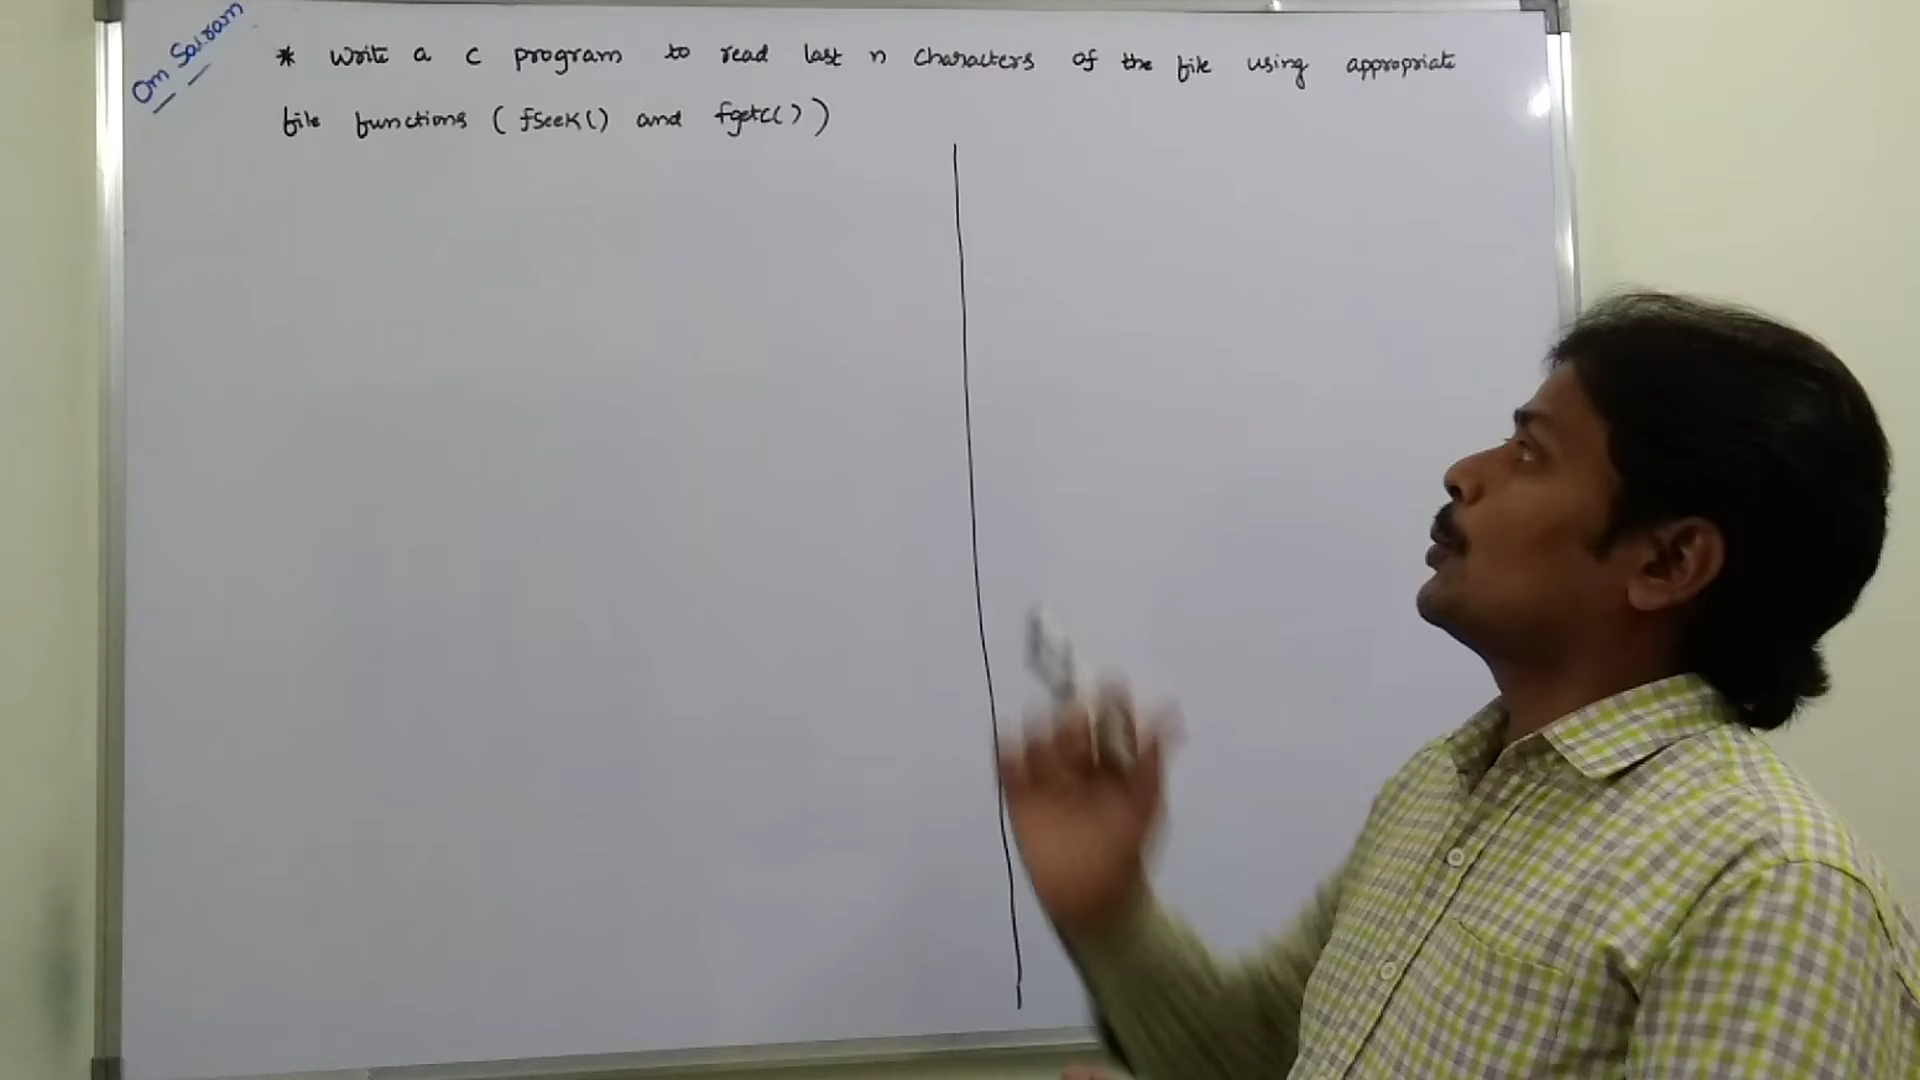 Om Sairam
* Write a c program to read last n characters of the file using appropriate
file functions ( fseek() and fgetc() )